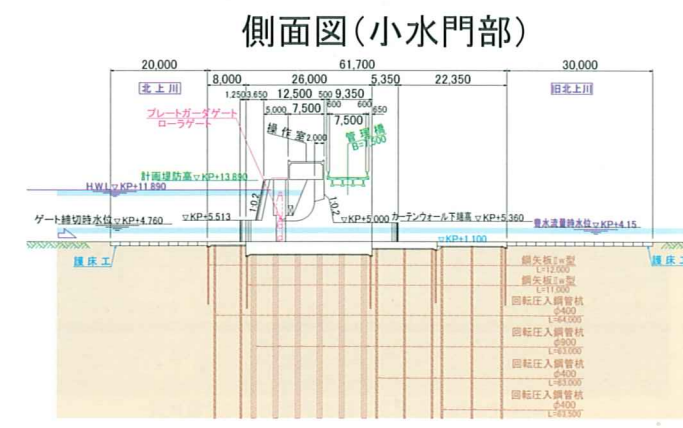 側面図(小水門部)
20,000 61,700 30,000
8,000 26,000 5,350 22,350
北上川 旧北上川
1,250 3,650 12,500 500 9,350
プレートガーダゲート 5,000 7,500 600 600 650
ローラゲート 7,500
操作室 2,000 管理橋
B=7,500
計画堤防高▽KP+13.890
H.W.L▽KP+11.890
1:0.2 1:0.2
ゲート締切時水位▽KP+4.760 ▽KP+5.513 ▽KP+5.000 カーテンウォール下端高 ▽KP+5.360 豊水流量時水位▽KP+4.15
▽KP+1.100
護床工 護床工
鋼矢板Ⅱw型
L=12,000
鋼矢板Ⅱw型
L=11,000
回転圧入鋼管杭
φ400
L=64,000
回転圧入鋼管杭
φ900
L=63,000
回転圧入鋼管杭
φ400
L=63,000
回転圧入鋼管杭
φ400
L=63,500